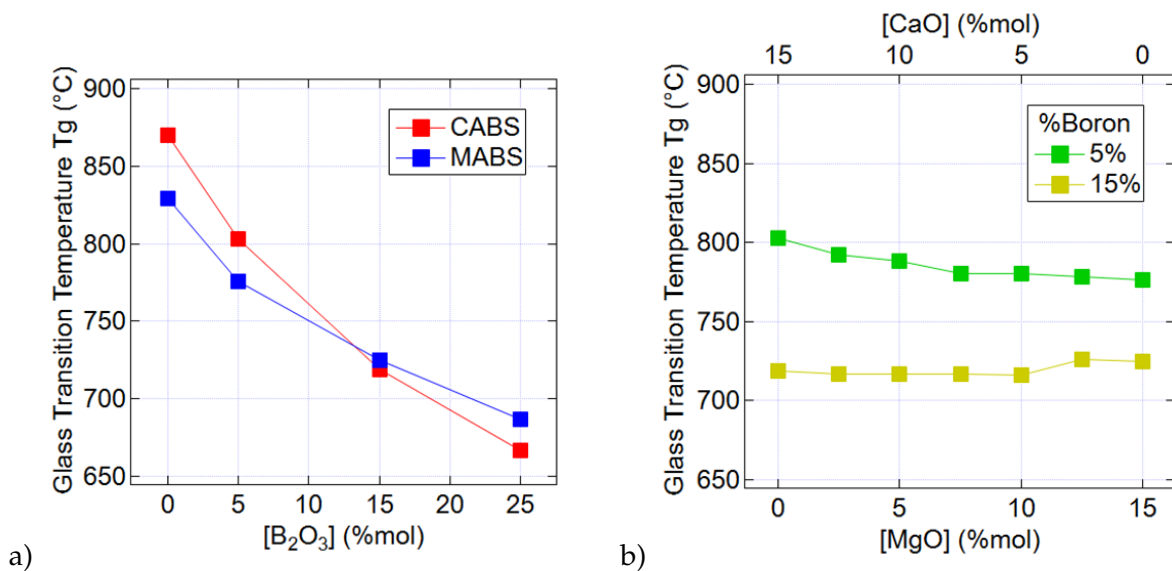 900
850
800
750
700
650
Glass Transition Temperature Tg (°C)
CABS
MABS
0 5 10 15 20 25
[B₂O₃] (%mol)
a)
[CaO] (%mol)
15 10 5 0
900
850
800
750
700
650
Glass Transition Temperature Tg (°C)
%Boron
5%
15%
0 5 10 15
[MgO] (%mol)
b)